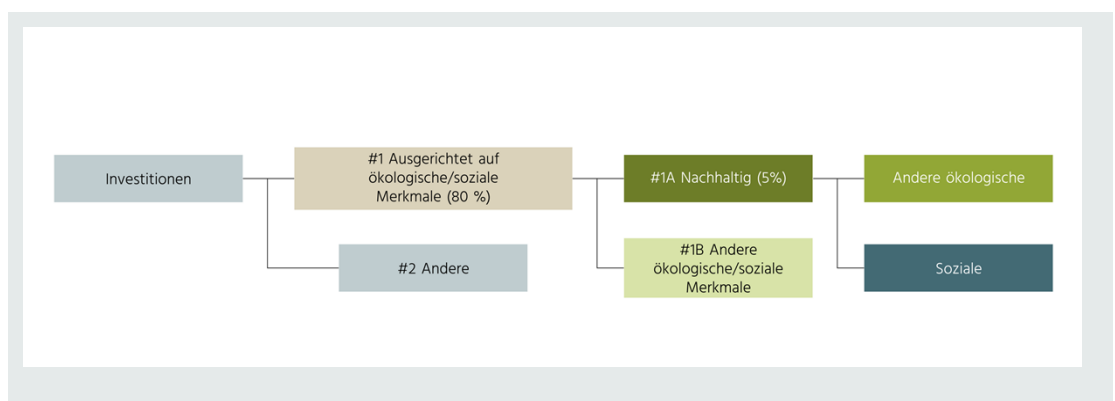 Investitionen
#1 Ausgerichtet auf
ökologische/soziale
Merkmale (80 %)
#2 Andere
#1A Nachhaltig (5%)
#1B Andere
ökologische/soziale
Merkmale
Andere ökologische
Soziale